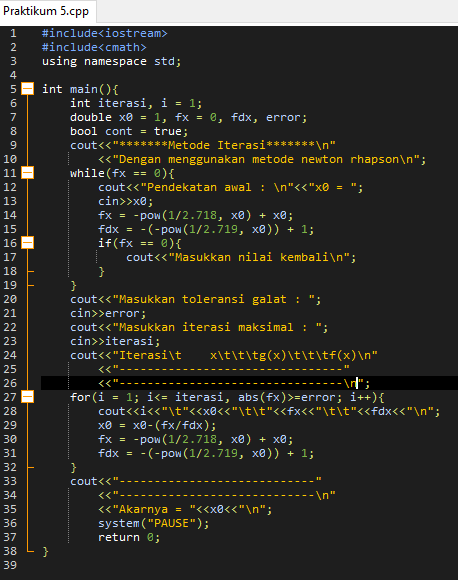 Praktikum 5.cpp
1 #include<iostream>
2 #include<cmath>
3 using namespace std;
4
5 int main(){
6 int iterasi, i = 1;
7 double x0 = 1, fx = 0, fdx, error;
8 bool cont = true;
9 cout<<"*******Metode Iterasi*******\n"
10 <<"Dengan menggunakan metode newton rhapson\n";
11 while(fx == 0){
12 cout<<"Pendekatan awal : \n"<<"x0 = ";
13 cin>>x0;
14 fx = -pow(1/2.718, x0) + x0;
15 fdx = -(-pow(1/2.719, x0)) + 1;
16 if(fx == 0){
17 cout<<"Masukkan nilai kembali\n";
18 }
19 }
20 cout<<"Masukkan toleransi galat : ";
21 cin>>error;
22 cout<<"Masukkan iterasi maksimal : ";
23 cin>>iterasi;
24 cout<<"Iterasi\t    x\t\t\tg(x)\t\t\tf(x)\n"
25 <<"--------------------------------"
26 <<"--------------------------------\n";
27 for(i = 1; i<= iterasi, abs(fx)>=error; i++){
28 cout<<i<<"\t"<<x0<<"\t\t"<<fx<<"\t\t"<<fdx<<"\n";
29 x0 = x0-(fx/fdx);
30 fx = -pow(1/2.718, x0) + x0;
31 fdx = -(-pow(1/2.719, x0)) + 1;
32 }
33 cout<<"----------------------------"
34 <<"----------------------------\n"
35 <<"Akarnya = "<<x0<<"\n";
36 system("PAUSE");
37 return 0;
38 }
39